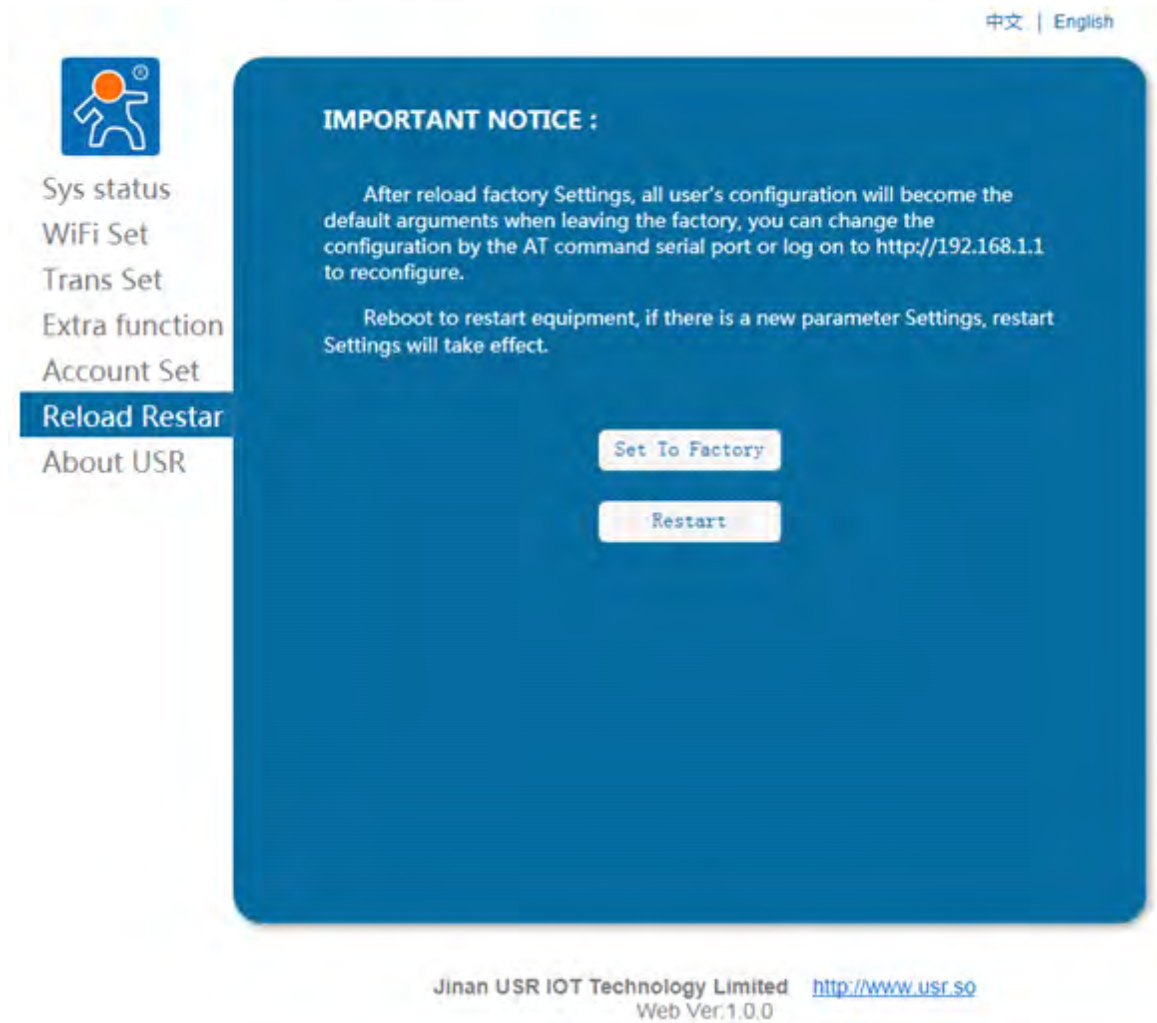 中文 | English
®
Sys status
WiFi Set
Trans Set
Extra function
Account Set
Reload Restar
About USR
IMPORTANT NOTICE :
After reload factory Settings, all user's configuration will become the
default arguments when leaving the factory, you can change the
configuration by the AT command serial port or log on to http://192.168.1.1
to reconfigure.
Reboot to restart equipment, if there is a new parameter Settings, restart
Settings will take effect.
Set To Factory
Restart
Jinan USR IOT Technology Limited http://www.usr.so
Web Ver:1.0.0